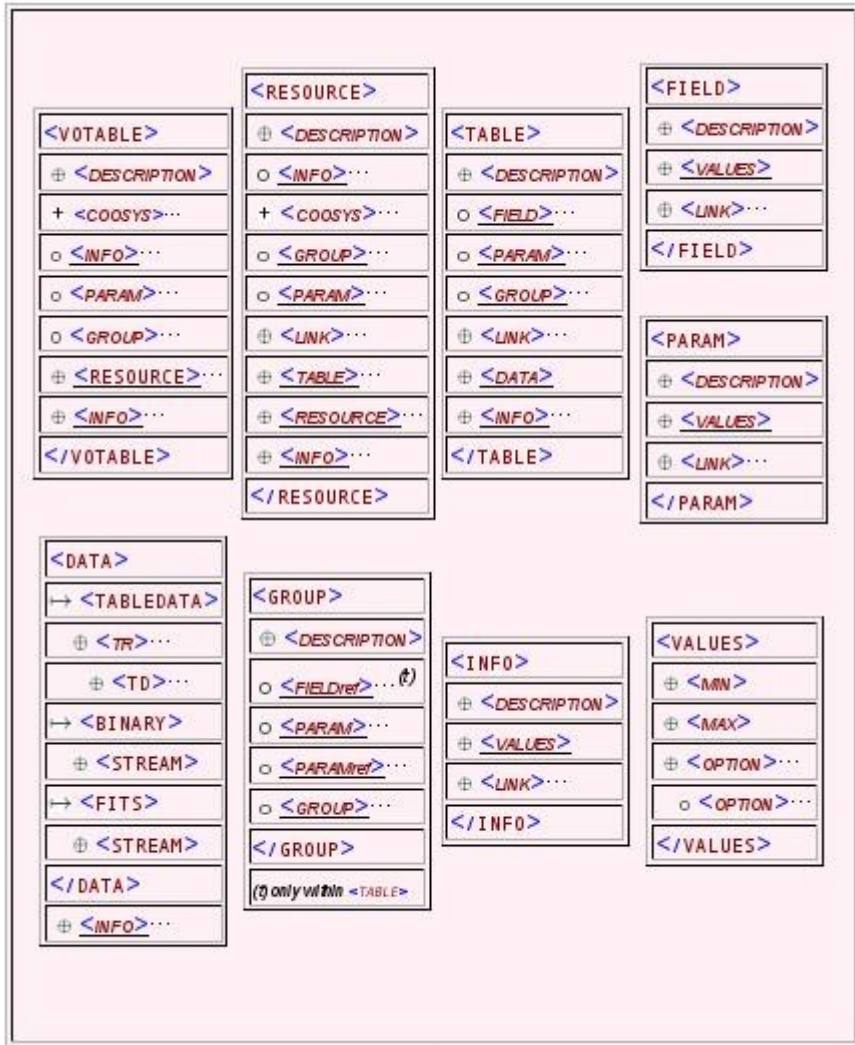 <VOTABLE>
⊕ <DESCRIPTION>
+ <COOSYS>...
o <INFO>...
o <PARAM>...
o <GROUP>...
⊕ <RESOURCE>...
⊕ <INFO>...
</VOTABLE>
<RESOURCE>
⊕ <DESCRIPTION>
o <INFO>...
+ <COOSYS>...
o <GROUP>...
o <PARAM>...
⊕ <LINK>...
⊕ <TABLE>...
⊕ <RESOURCE>...
⊕ <INFO>...
</RESOURCE>
<TABLE>
⊕ <DESCRIPTION>
o <FIELD>...
o <PARAM>...
o <GROUP>...
⊕ <LINK>...
⊕ <DATA>
⊕ <INFO>...
</TABLE>
<FIELD>
⊕ <DESCRIPTION>
⊕ <VALUES>
⊕ <LINK>...
</FIELD>
<PARAM>
⊕ <DESCRIPTION>
⊕ <VALUES>
⊕ <LINK>...
</PARAM>
<DATA>
↦ <TABLEDATA>
⊕ <TR>...
⊕ <TD>...
↦ <BINARY>
⊕ <STREAM>
↦ <FITS>
⊕ <STREAM>
</DATA>
⊕ <INFO>...
<GROUP>
⊕ <DESCRIPTION>
o <FIELDref>...(t)
o <PARAM>...
o <PARAMref>...
o <GROUP>...
</GROUP>
(t) only within <TABLE>
<INFO>
⊕ <DESCRIPTION>
⊕ <VALUES>
⊕ <LINK>...
</INFO>
<VALUES>
⊕ <MIN>
⊕ <MAX>
⊕ <OPTION>...
o <OPTION>...
</VALUES>